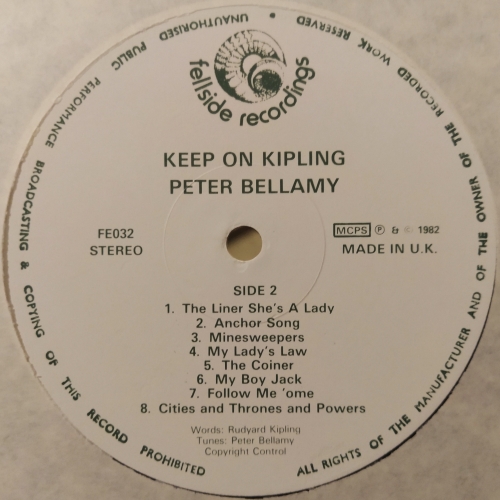 fellside recordings
KEEP ON KIPLING
PETER BELLAMY
FE032
STEREO
MCPS Ⓟ & © 1982
MADE IN U.K.
SIDE 2
1. The Liner She's A Lady
2. Anchor Song
3. Minesweepers
4. My Lady's Law
5. The Coiner
6. My Boy Jack
7. Follow Me 'ome
8. Cities and Thrones and Powers
Words: Rudyard Kipling
Tunes: Peter Bellamy
Copyright Control
ALL RIGHTS OF THE MANUFACTURER AND OF THE OWNER OF THE RECORDED WORK RESERVED • UNAUTHORISED PUBLIC PERFORMANCE BROADCASTING & COPYING OF THIS RECORD PROHIBITED